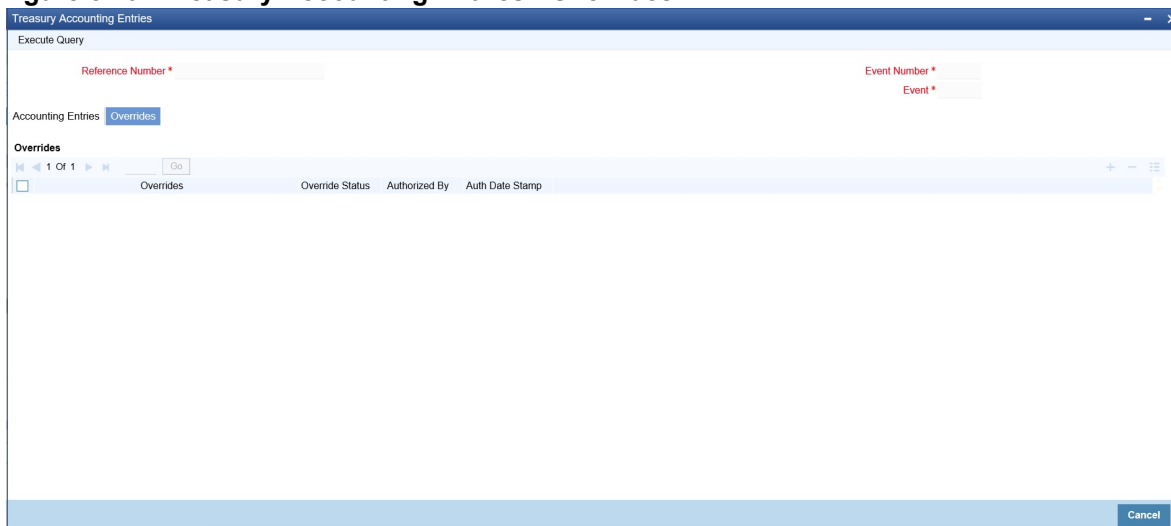 Treasury Accounting Entries
Execute Query
Reference Number * Event Number *
Event *
Accounting Entries Overrides
Overrides
1 Of 1 Go
Overrides Override Status Authorized By Auth Date Stamp
Cancel